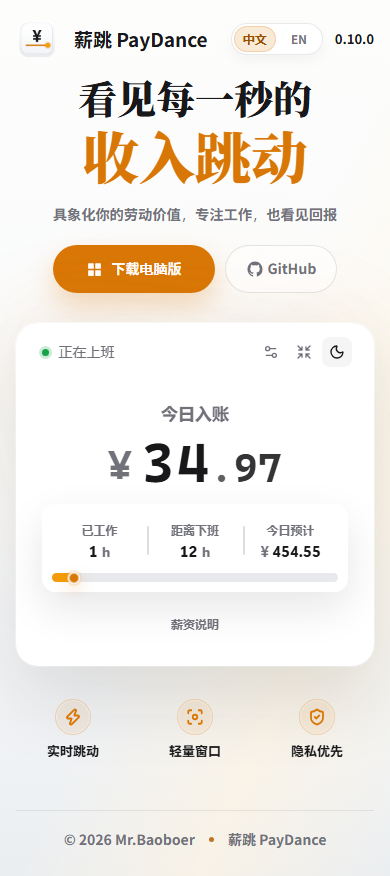 ¥ 薪跳 PayDance 中文 EN 0.10.0
看见每一秒的
收入跳动
具象化你的劳动价值，专注工作，也看见回报
下载电脑版 GitHub
正在上班
今日入账
¥ 34.97
已工作 距离下班 今日预计
1 h 12 h ¥ 454.55
薪资说明
实时跳动 轻量窗口 隐私优先
© 2026 Mr.Baoboer • 薪跳 PayDance